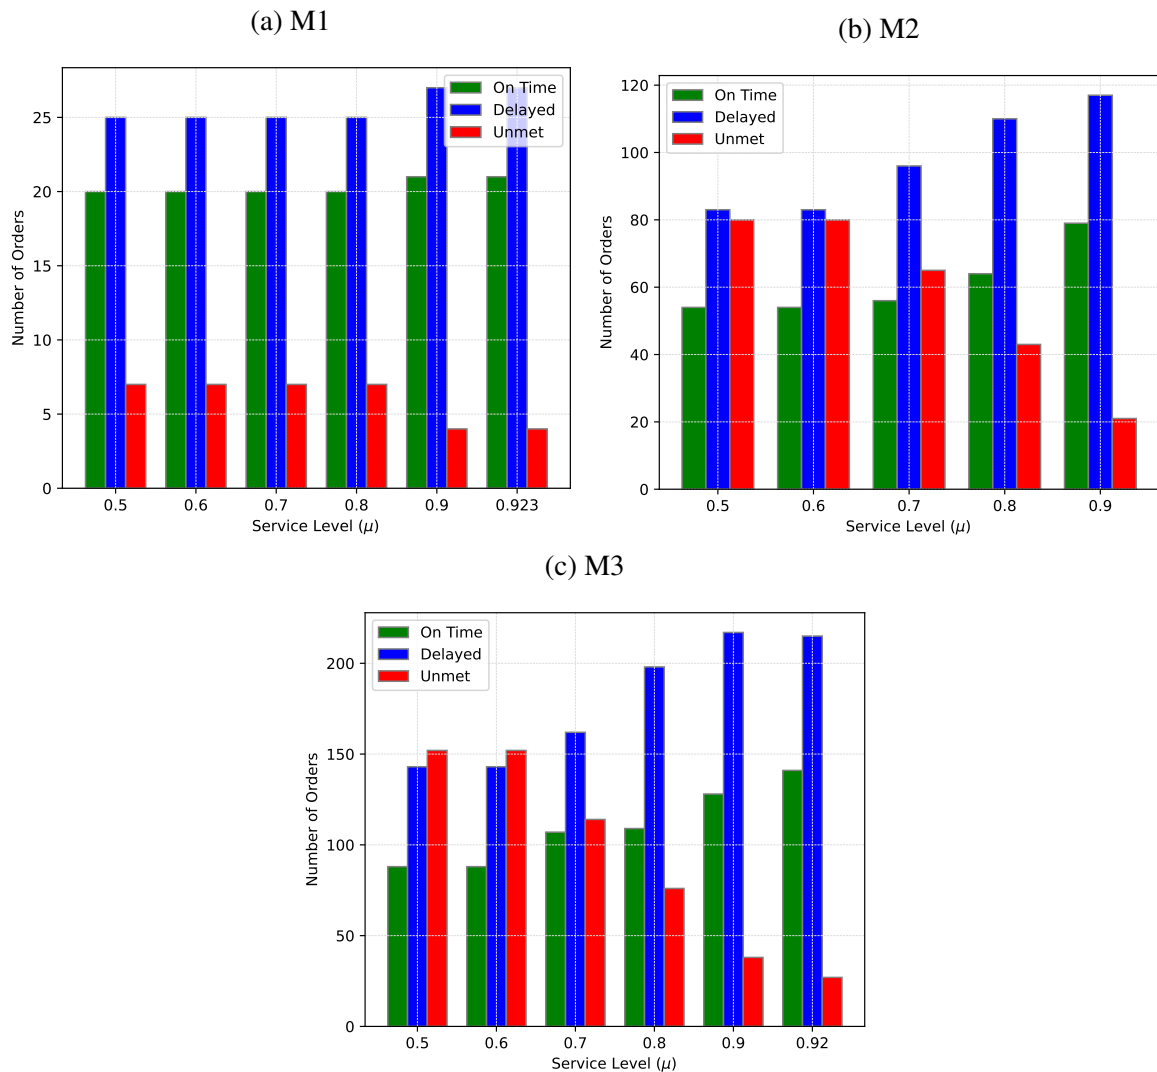 (a) M1
On Time
Delayed
Unmet
25
20
15
10
5
0
Number of Orders
0.5 0.6 0.7 0.8 0.9 0.923
Service Level (μ)
(b) M2
On Time
Delayed
Unmet
120
100
80
60
40
20
0
Number of Orders
0.5 0.6 0.7 0.8 0.9
Service Level (μ)
(c) M3
On Time
Delayed
Unmet
200
150
100
50
0
Number of Orders
0.5 0.6 0.7 0.8 0.9 0.92
Service Level (μ)